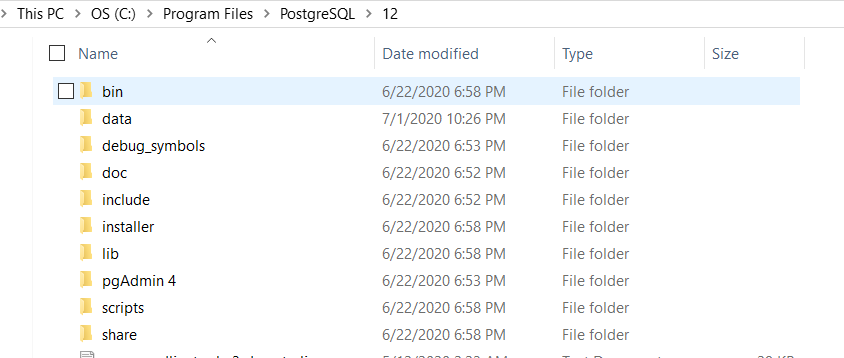 This PC > OS (C:) > Program Files > PostgreSQL > 12
Name Date modified Type Size
bin 6/22/2020 6:58 PM File folder
data 7/1/2020 10:26 PM File folder
debug_symbols 6/22/2020 6:53 PM File folder
doc 6/22/2020 6:52 PM File folder
include 6/22/2020 6:52 PM File folder
installer 6/22/2020 6:58 PM File folder
lib 6/22/2020 6:58 PM File folder
pgAdmin 4 6/22/2020 6:53 PM File folder
scripts 6/22/2020 6:58 PM File folder
share 6/22/2020 6:58 PM File folder